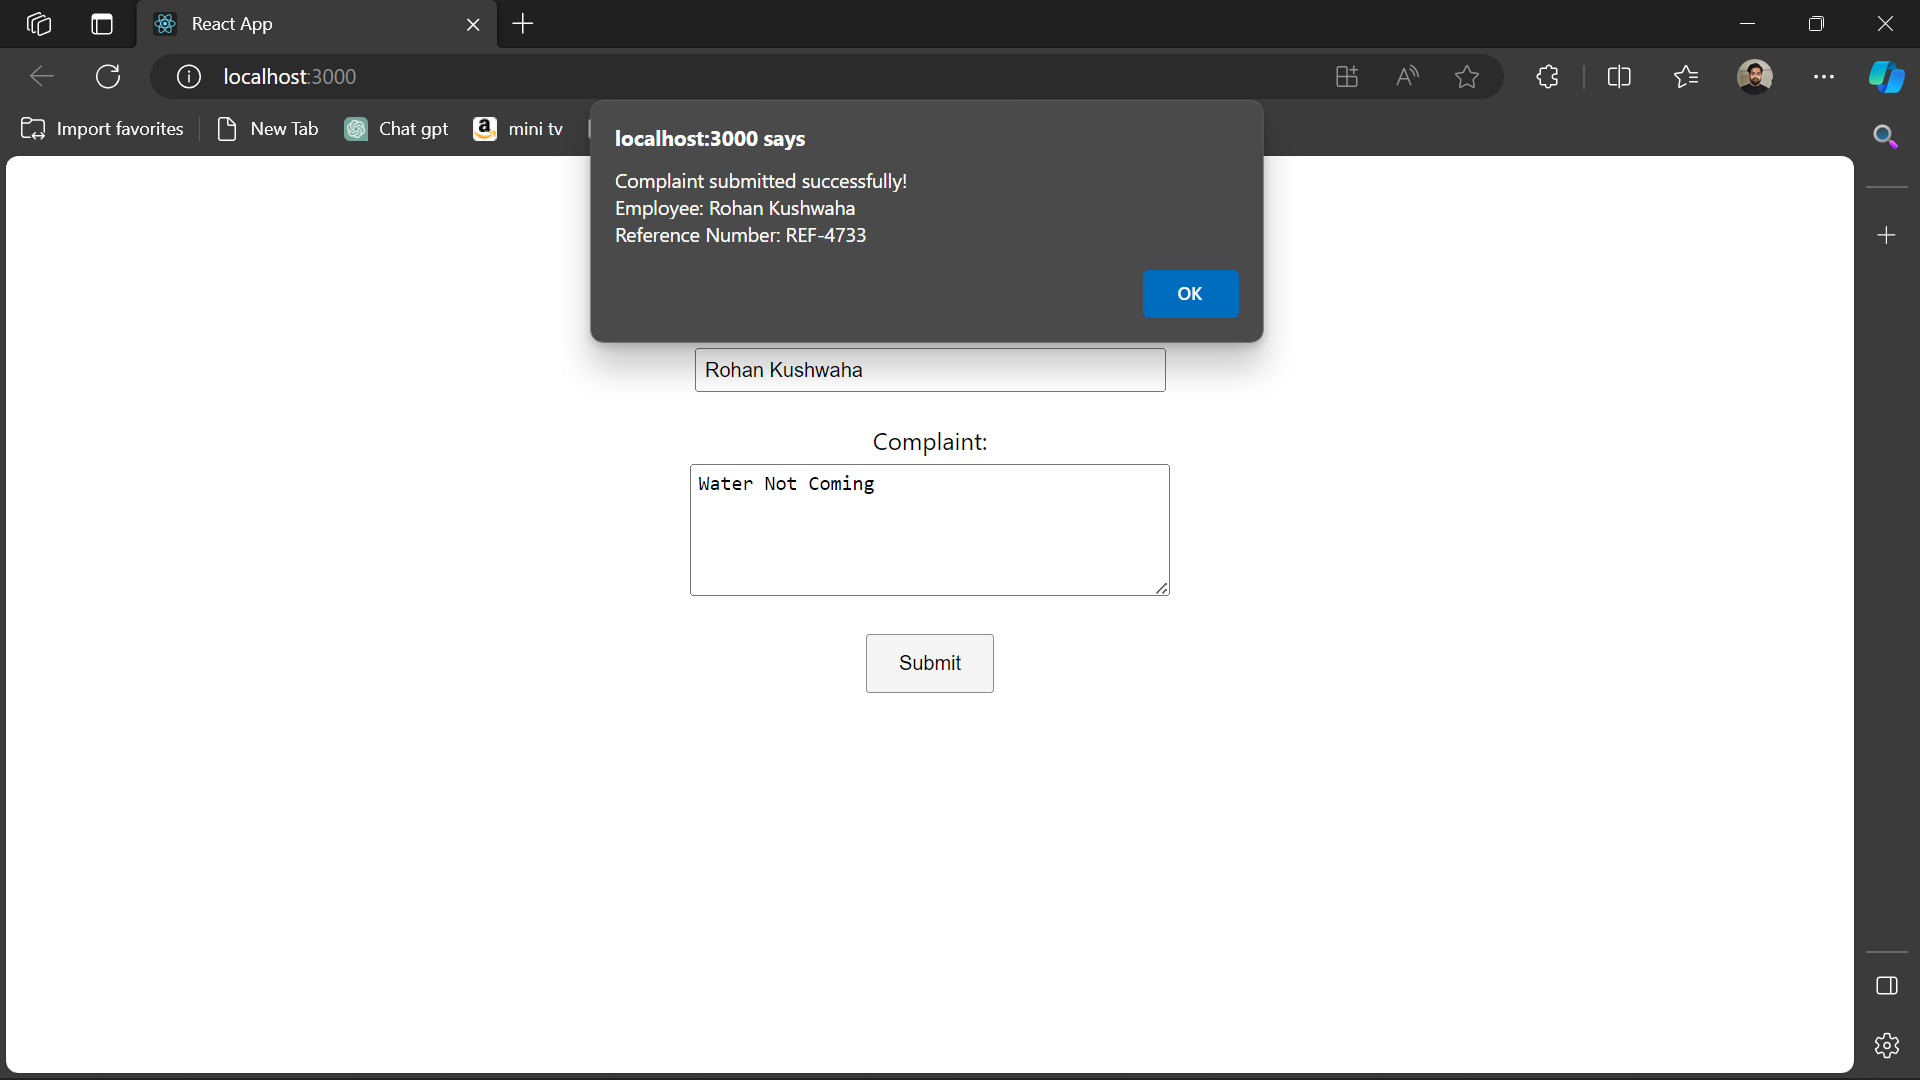 React App
localhost:3000
Import favorites
New Tab
Chat gpt
mini tv
localhost:3000 says
Complaint submitted successfully!
Employee: Rohan Kushwaha
Reference Number: REF-4733
OK
Rohan Kushwaha
Complaint:
Water Not Coming
Submit